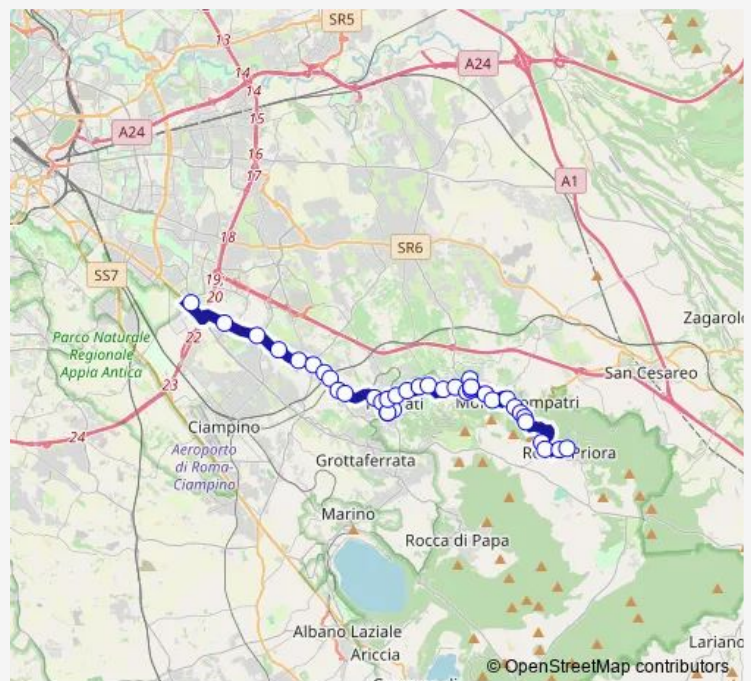 SR5
13
14
14
A24
A24
15
16
17
A1
18
SR6
SS7
19
20
22
Zagarolo
Parco Naturale
Regionale
Appia Antica
23
San Cesareo
24
Ciampino
Aeroporto
di Roma-
Ciampino
Grottaferrata
Marino
Rocca di Papa
Albano Laziale
Ariccia
Lariano
© OpenStreetMap contributors